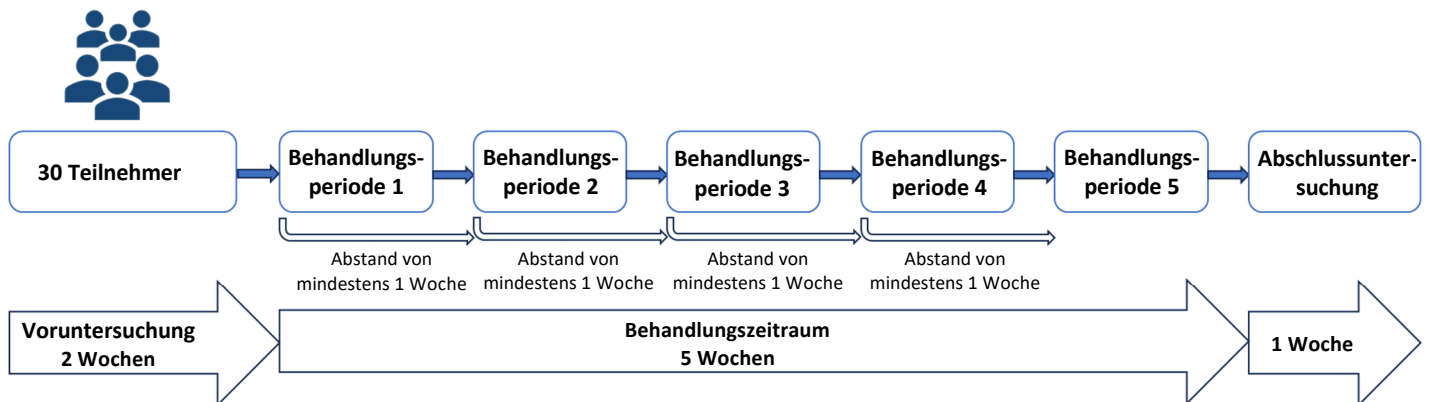 30 Teilnehmer
Behandlungs-
periode 1
Behandlungs-
periode 2
Behandlungs-
periode 3
Behandlungs-
periode 4
Behandlungs-
periode 5
Abschlussunter-
suchung
Abstand von
mindestens 1 Woche
Abstand von
mindestens 1 Woche
Abstand von
mindestens 1 Woche
Abstand von
mindestens 1 Woche
Voruntersuchung
2 Wochen
Behandlungszeitraum
5 Wochen
1 Woche